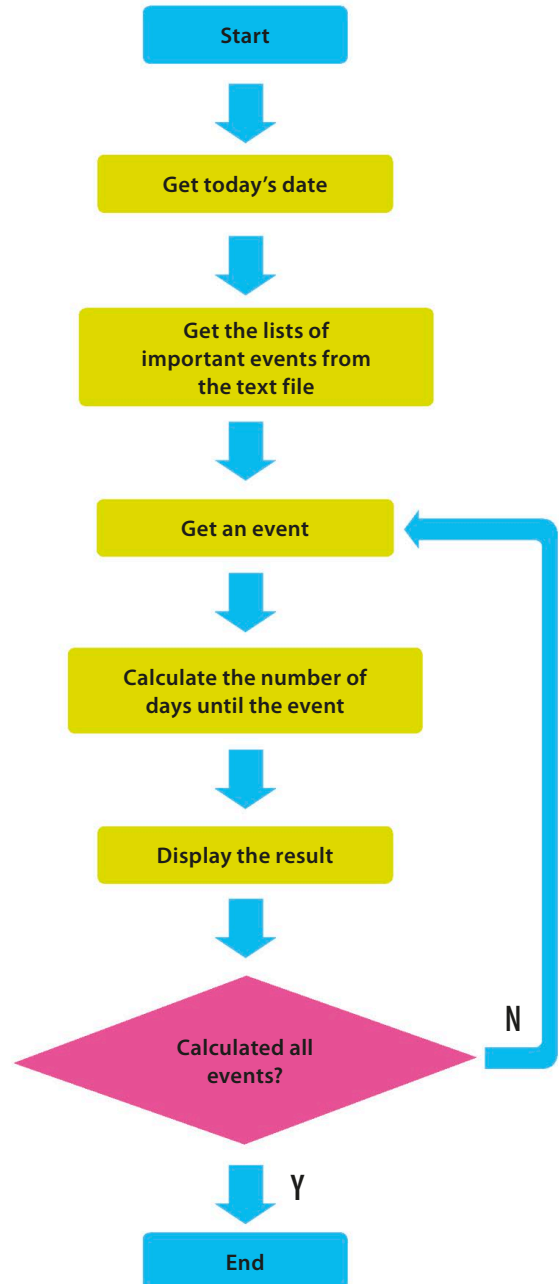 Start
Get today's date
Get the lists of
important events from
the text file
Get an event
Calculate the number of
days until the event
Display the result
Calculated all
events?
N
Y
End